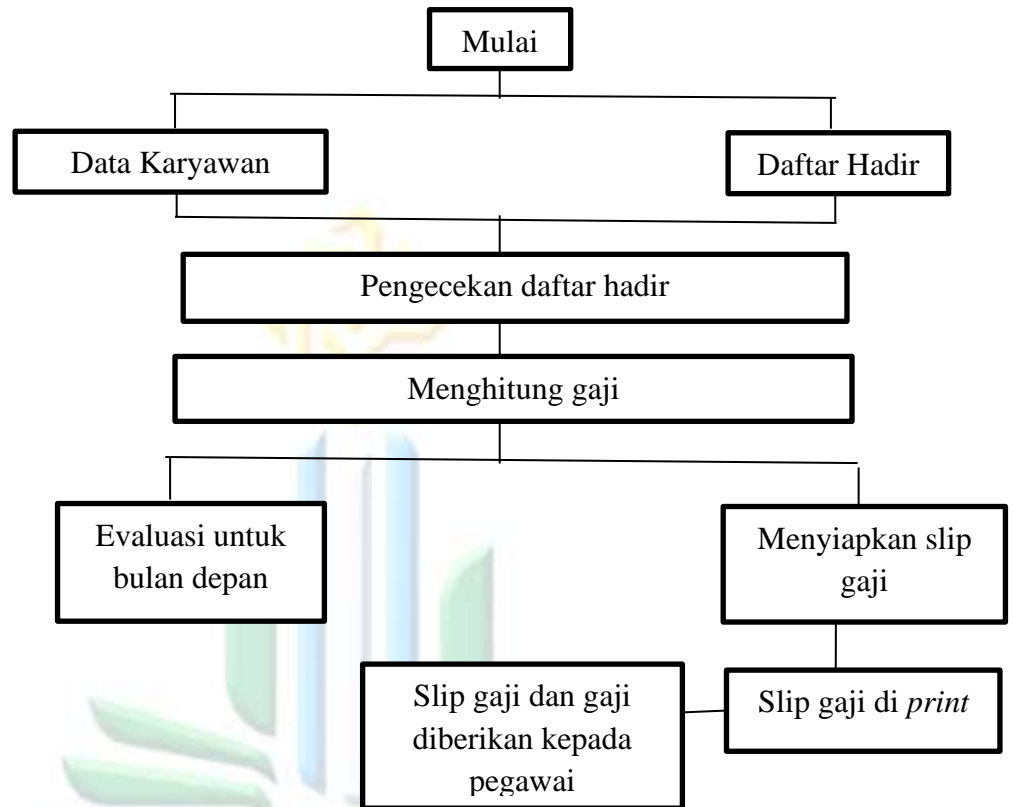 Mulai
Data Karyawan
Daftar Hadir
Pengecekan daftar hadir
Menghitung gaji
Evaluasi untuk
bulan depan
Menyiapkan slip
gaji
Slip gaji di print
Slip gaji dan gaji
diberikan kepada
pegawai